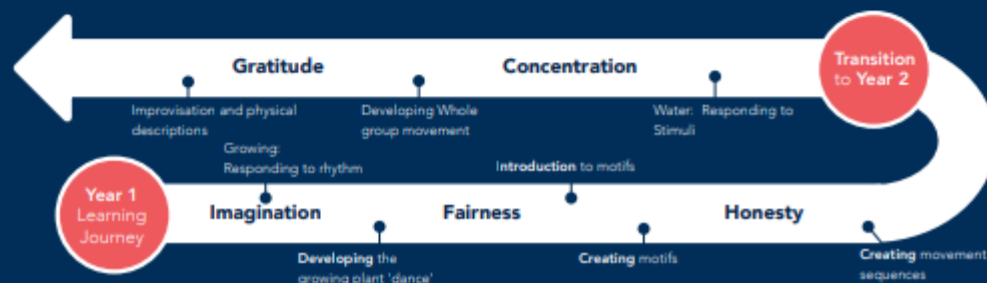 Gratitude
Concentration
Transition
to Year 2
Improvisation and physical
descriptions
Developing Whole
group movement
Water: Responding to
Stimuli
Growing:
Responding to rhythm
Introduction to motifs
Year 1
Learning
Journey
Imagination
Fairness
Honesty
Developing the
growing plant 'dance'
Creating motifs
Creating movement
sequences